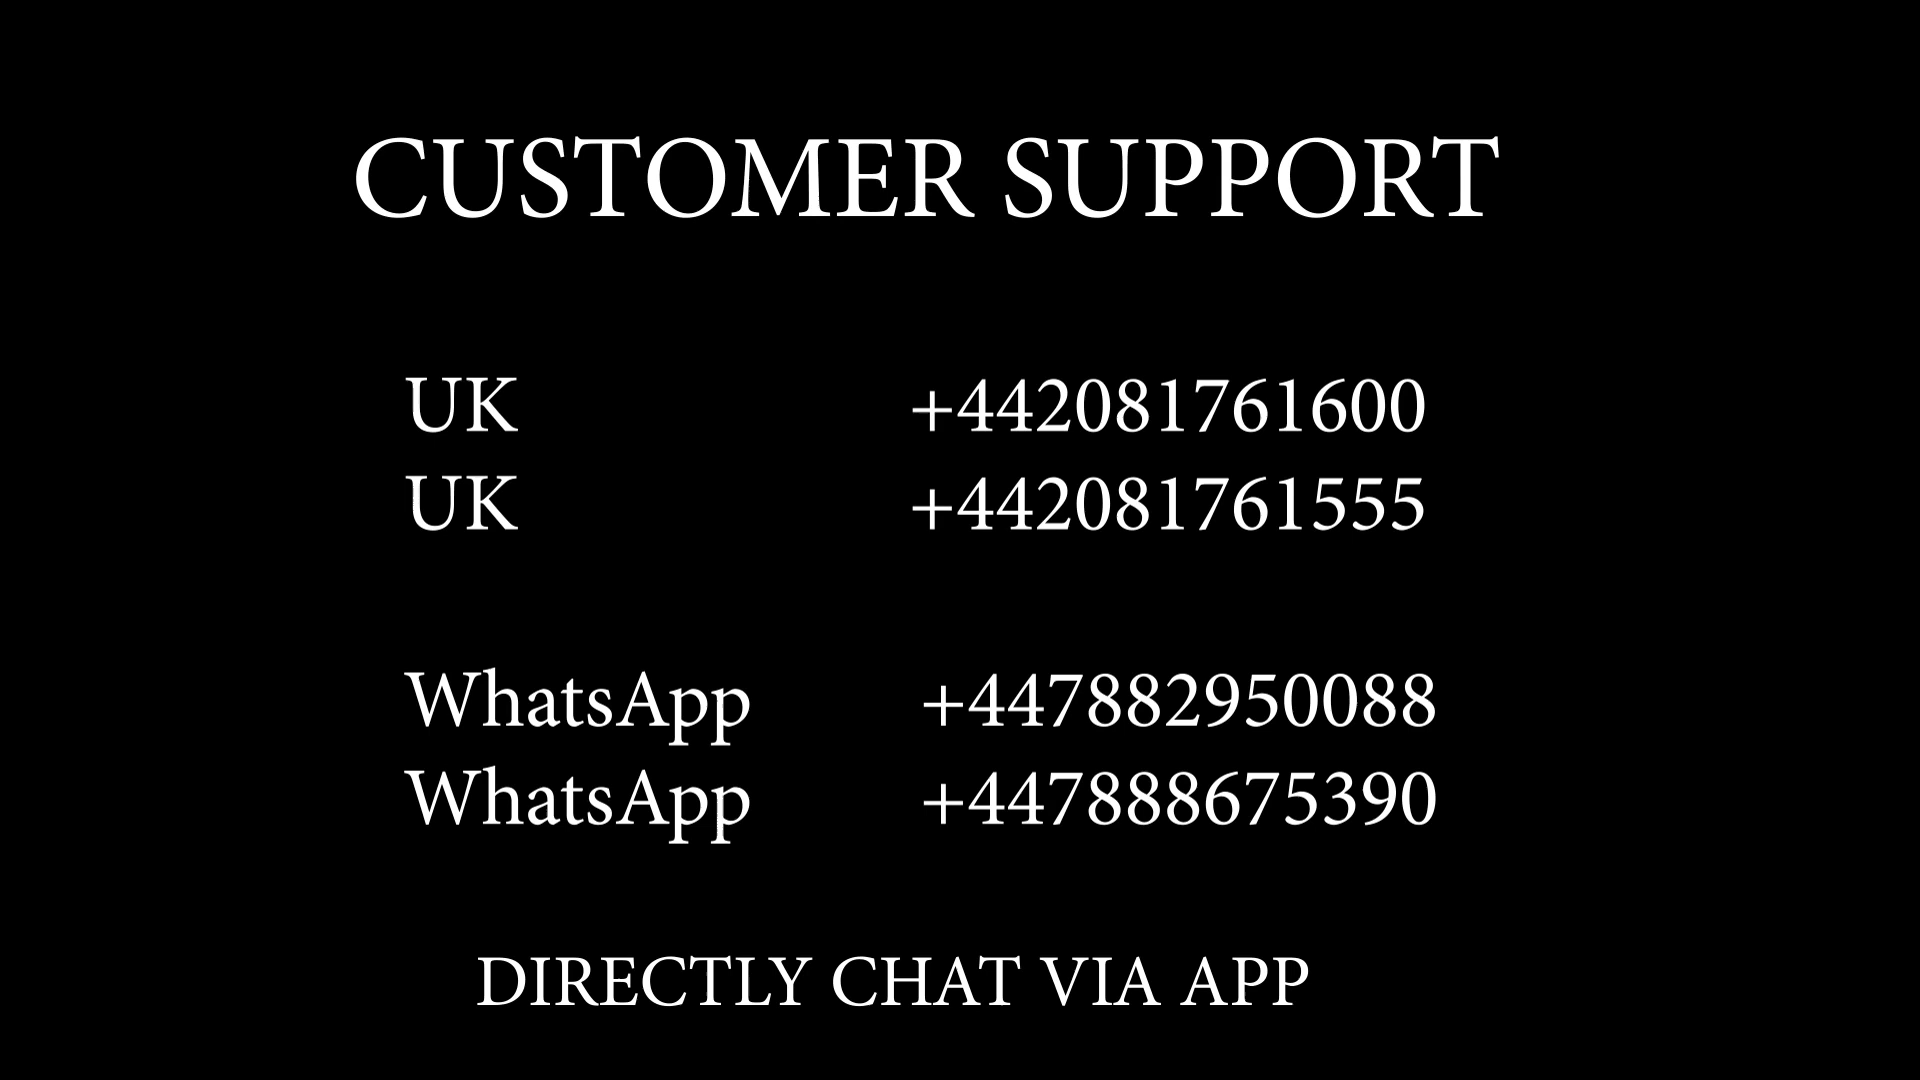 CUSTOMER SUPPORT
UK +442081761600
UK +442081761555
WhatsApp +447882950088
WhatsApp +447888675390
DIRECTLY CHAT VIA APP